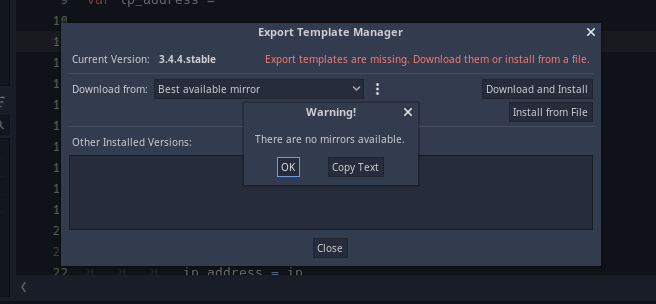 var ip_address =
Export Template Manager
Current Version: 3.4.4.stable Export templates are missing. Download them or install from a file.
Download from: Best available mirror Download and Install
Install from File
Warning!
There are no mirrors available.
OK Copy Text
Other Installed Versions:
Close
22 ip_address = ip